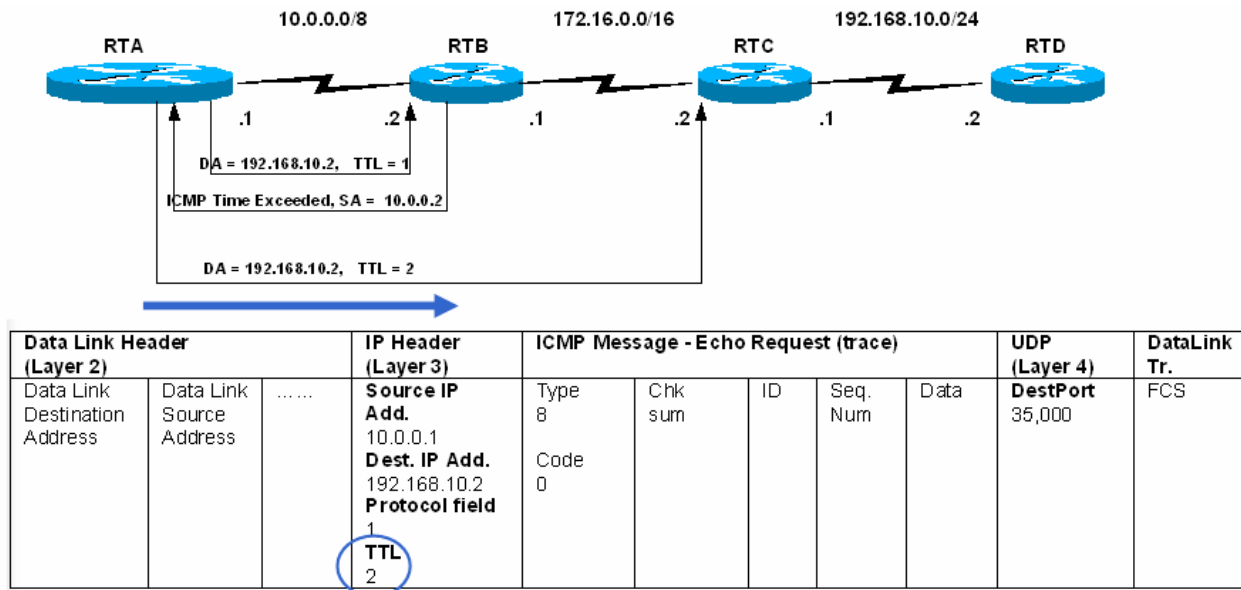 10.0.0.0/8 172.16.0.0/16 192.168.10.0/24
RTA RTB RTC RTD
.1 .2 .1 .2 .1 .2
DA = 192.168.10.2, TTL = 1
ICMP Time Exceeded, SA = 10.0.0.2
DA = 192.168.10.2, TTL = 2
Data Link Header IP Header ICMP Message - Echo Request (trace) UDP DataLink
(Layer 2) (Layer 3) (Layer 4) Tr.
Data Link Data Link ...... Source IP Type Chk ID Seq. Data DestPort FCS
Destination Source Add. 8 sum Num 35,000
Address Address 10.0.0.1
Dest. IP Add. Code
192.168.10.2 0
Protocol field
1
TTL
2